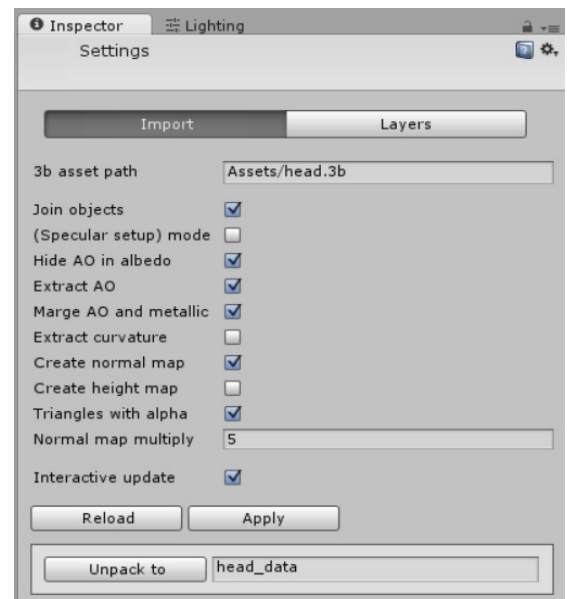 Inspector Lighting
Settings
Import Layers
3b asset path Assets/head.3b
Join objects
(Specular setup) mode
Hide AO in albedo
Extract AO
Marge AO and metallic
Extract curvature
Create normal map
Create height map
Triangles with alpha
Normal map multiply 5
Interactive update
Reload Apply
Unpack to head_data